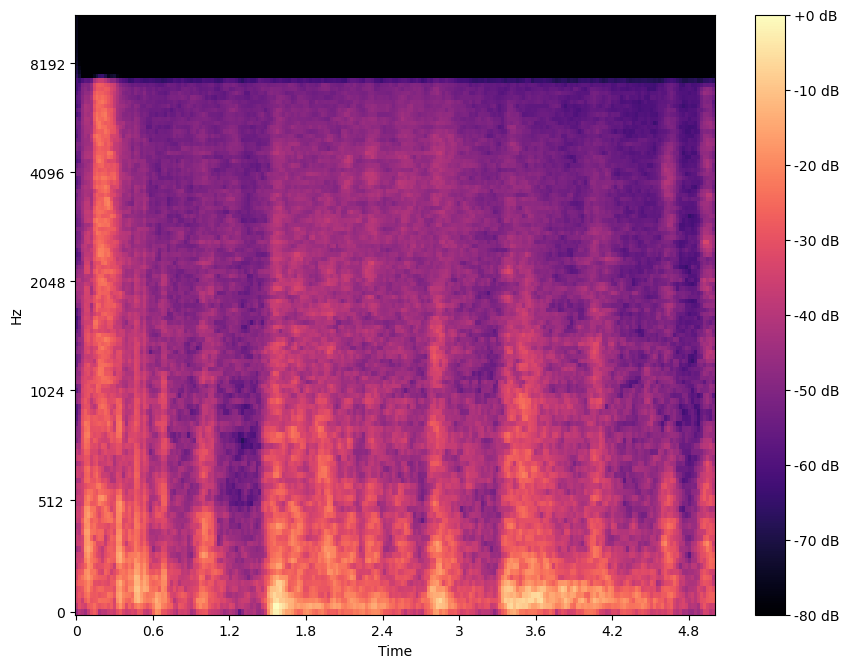 +0 dB
8192
-10 dB
4096
-20 dB
2048
-30 dB
Hz
-40 dB
1024
-50 dB
512
-60 dB
-70 dB
0
-80 dB
0 0.6 1.2 1.8 2.4 3 3.6 4.2 4.8
Time